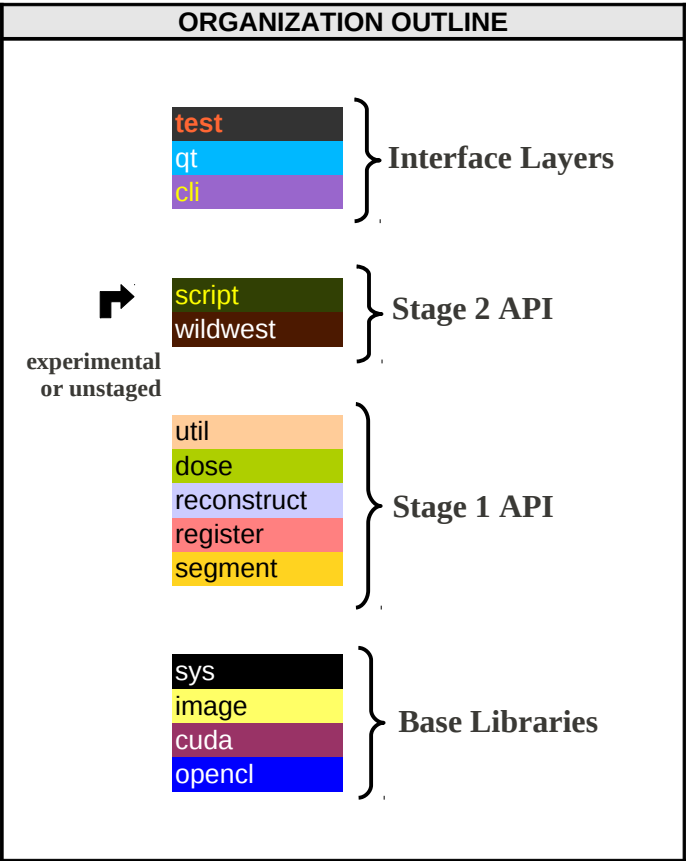 ORGANIZATION OUTLINE
test
qt
cli
Interface Layers
script
wildwest
Stage 2 API
experimental
or unstaged
util
dose
reconstruct
register
segment
Stage 1 API
sys
image
cuda
opencl
Base Libraries